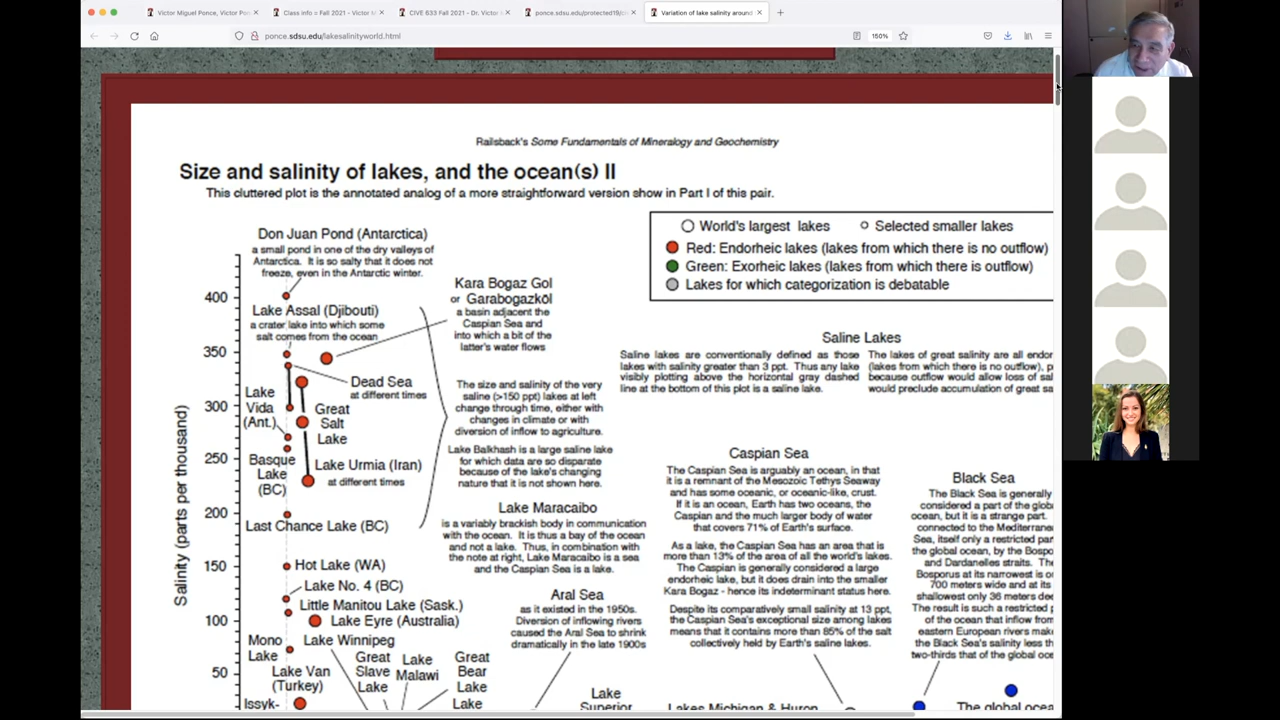 Victor Miguel Ponce, Victor Pon
Class info = Fall 2021 - Victor M.
CIVE 633 Fall 2021 - Dr. Victor
ponce.sdsu.edu/protected19/
Variation of lake salinity around
ponce.sdsu.edu/lakesalinityworld.html
150%
Railsback's Some Fundamentals of Mineralogy and Geochemistry
Size and salinity of lakes, and the ocean(s) II
This cluttered plot is the annotated analog of a more straightforward version show in Part I of this pair.
World's largest lakes
Selected smaller lakes
Red: Endorheic lakes (lakes from which there is no outflow)
Green: Exorheic lakes (lakes from which there is outflow)
Lakes for which categorization is debatable
Don Juan Pond (Antarctica)
a small pond in one of the dry valleys of
Antarctica. It is so salty that it does not
freeze, even in the Antarctic winter.
Kara Bogaz Gol
or Garabogazköl
a basin adjacent the
Caspian Sea and
into which a bit of the
latter's water flows
Lake Assal (Djibouti)
a crater lake into which some
salt comes from the ocean
Dead Sea
at different times
Lake
Vida
(Ant.)
Great
Salt
Lake
Basque
Lake
(BC)
Lake Urmia (Iran)
at different times
Last Chance Lake (BC)
Hot Lake (WA)
Lake No. 4 (BC)
Little Manitou Lake (Sask.)
Lake Eyre (Australia)
Mono
Lake
Lake Winnipeg
Lake Van
(Turkey)
Great
Slave
Lake
Lake
Malawi
Great
Bear
Lake
Issyk-
Lake
Salinity (parts per thousand)
400
350
300
250
200
150
100
50
The size and salinity of the very
saline (>150 ppt) lakes at left
change through time, either with
changes in climate or with
diversion of inflow to agriculture.
Lake Balkhash is a large saline lake
for which data are so disparate
because of the lake's changing
nature that it is not shown here.
Lake Maracaibo
is a variably brackish body in communication
with the ocean. It is thus a bay of the ocean
and not a lake. Thus, in combination with
the note at right, Lake Maracaibo is a sea
and the Caspian Sea is a lake.
Aral Sea
as it existed in the 1950s.
Diversion of inflowing rivers
caused the Aral Sea to shrink
dramatically in the late 1900s
Lake
Superior
Saline Lakes
Saline lakes are conventionally defined as those
lakes with salinity greater than 3 ppt. Thus any lake
visibly plotting above the horizontal gray dashed
line at the bottom of this plot is a saline lake.
The lakes of great salinity are all endor
(lakes from which there is no outflow), p
because outflow would allow loss of sal
would preclude accumulation of great sa
Caspian Sea
The Caspian Sea is arguably an ocean, in that
it is a remnant of the Mesozoic Tethys Seaway
and has some oceanic, or oceanic-like, crust.
If it is an ocean, Earth has two oceans, the
Caspian and the much larger body of water
that covers 71% of Earth's surface.
As a lake, the Caspian Sea has an area that is
more than 13% of the area of all the world's lakes.
The Caspian is generally considered a large
endorheic lake, but it does drain into the smaller
Kara Bogaz - hence its indeterminant status here.
Despite its comparatively small salinity at 13 ppt,
the Caspian Sea's exceptional size among lakes
means that it contains more than 85% of the salt
collectively held by Earth's saline lakes.
Lakes Michigan & Huron
Black Sea
The Black Sea is generally
considered a part of the globa
ocean, but it is a strange part.
connected to the Mediterranea
Sea, itself only a restricted part
the global ocean, by the Bospo
and Dardanelles straits. The
Bosporus at its narrowest is o
700 meters wide and at its
shallowest only 36 meters dee
The result is such a restricted p
of the ocean that inflow from
eastern European rivers make
the Black Sea's salinity less th
two-thirds that of the global oce
The global ocea